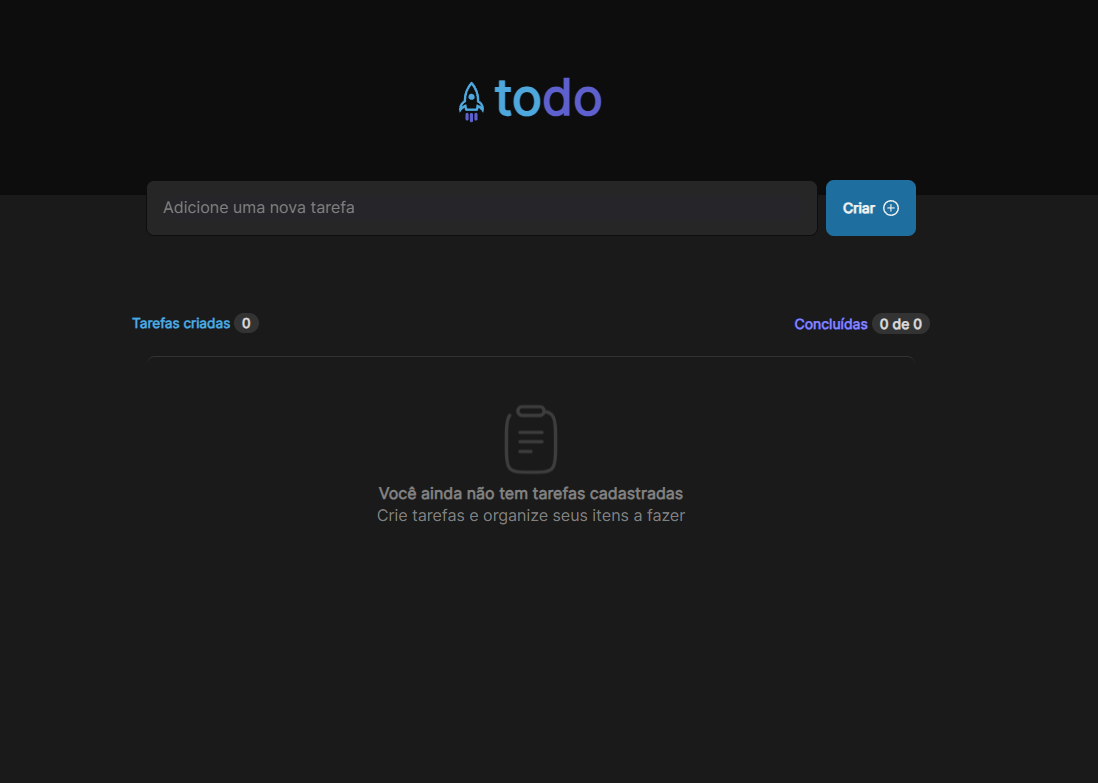 todo
Adicione uma nova tarefa
Criar
Tarefas criadas 0
Concluídas 0 de 0
Você ainda não tem tarefas cadastradas
Crie tarefas e organize seus itens a fazer